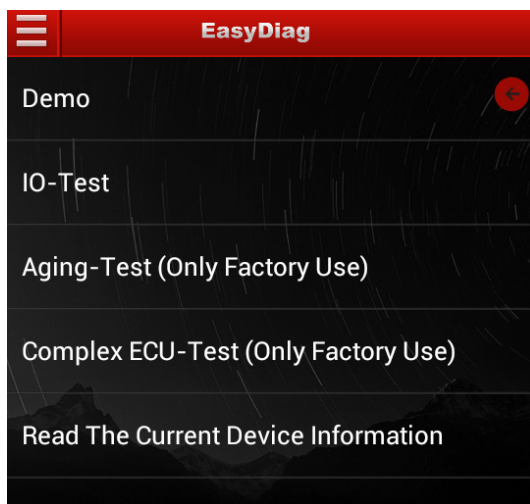 EasyDiag
Demo
IO-Test
Aging-Test (Only Factory Use)
Complex ECU-Test (Only Factory Use)
Read The Current Device Information